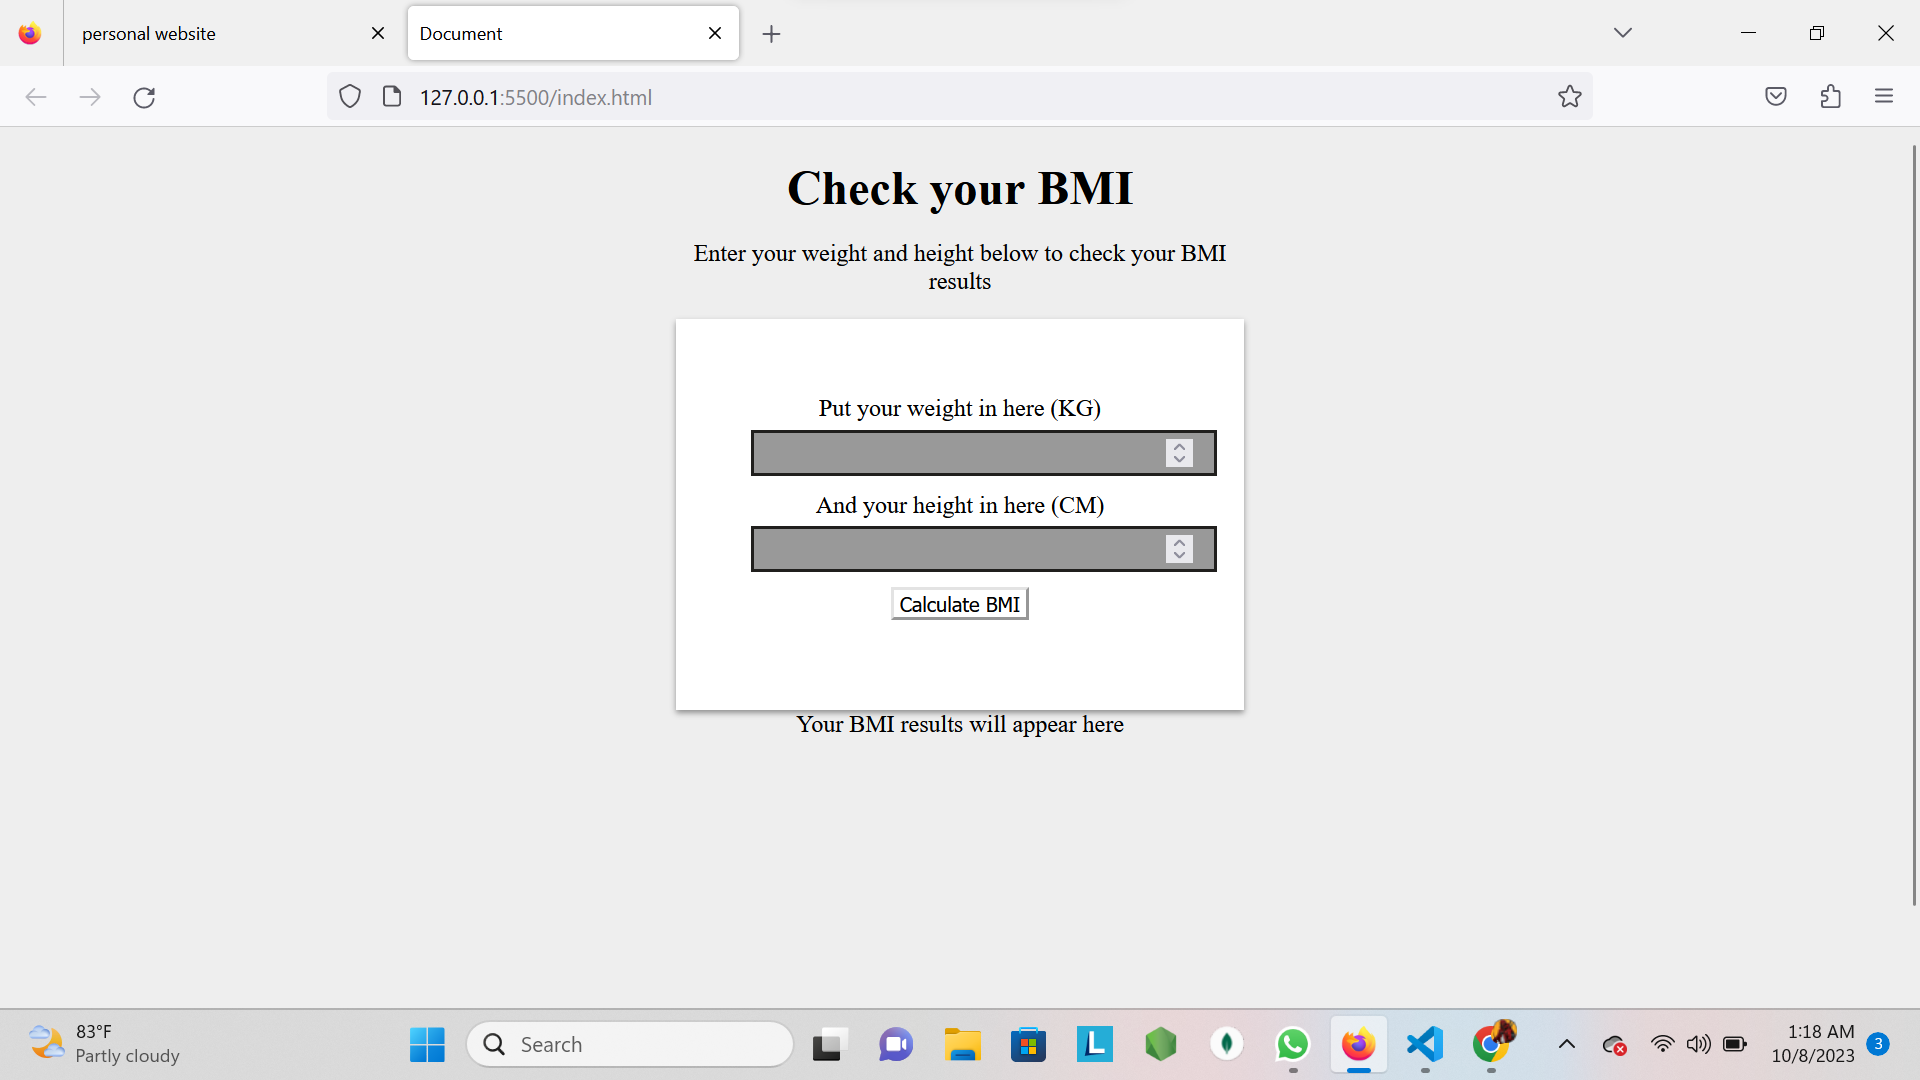 personal website
Document
127.0.0.1:5500/index.html
Check your BMI
Enter your weight and height below to check your BMI
results
Put your weight in here (KG)
And your height in here (CM)
Calculate BMI
Your BMI results will appear here
83°F
Partly cloudy
Search
L
1:18 AM
10/8/2023
3